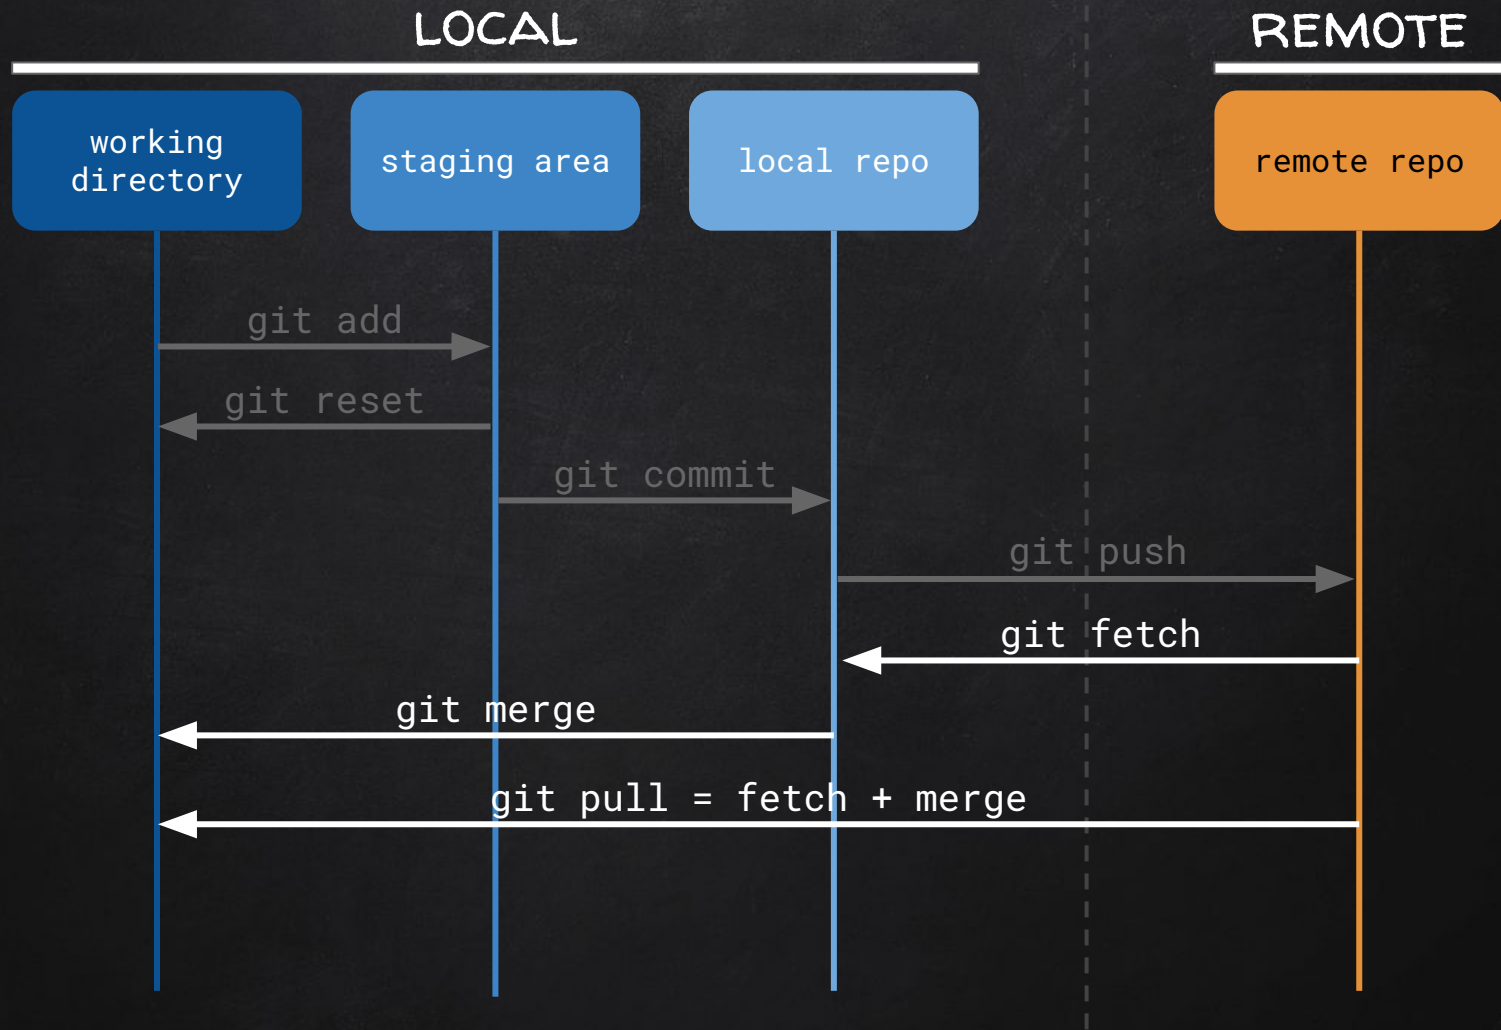 LOCAL
REMOTE
working
directory
staging area
local repo
remote repo
git add
git reset
git commit
git push
git fetch
git merge
git pull = fetch + merge